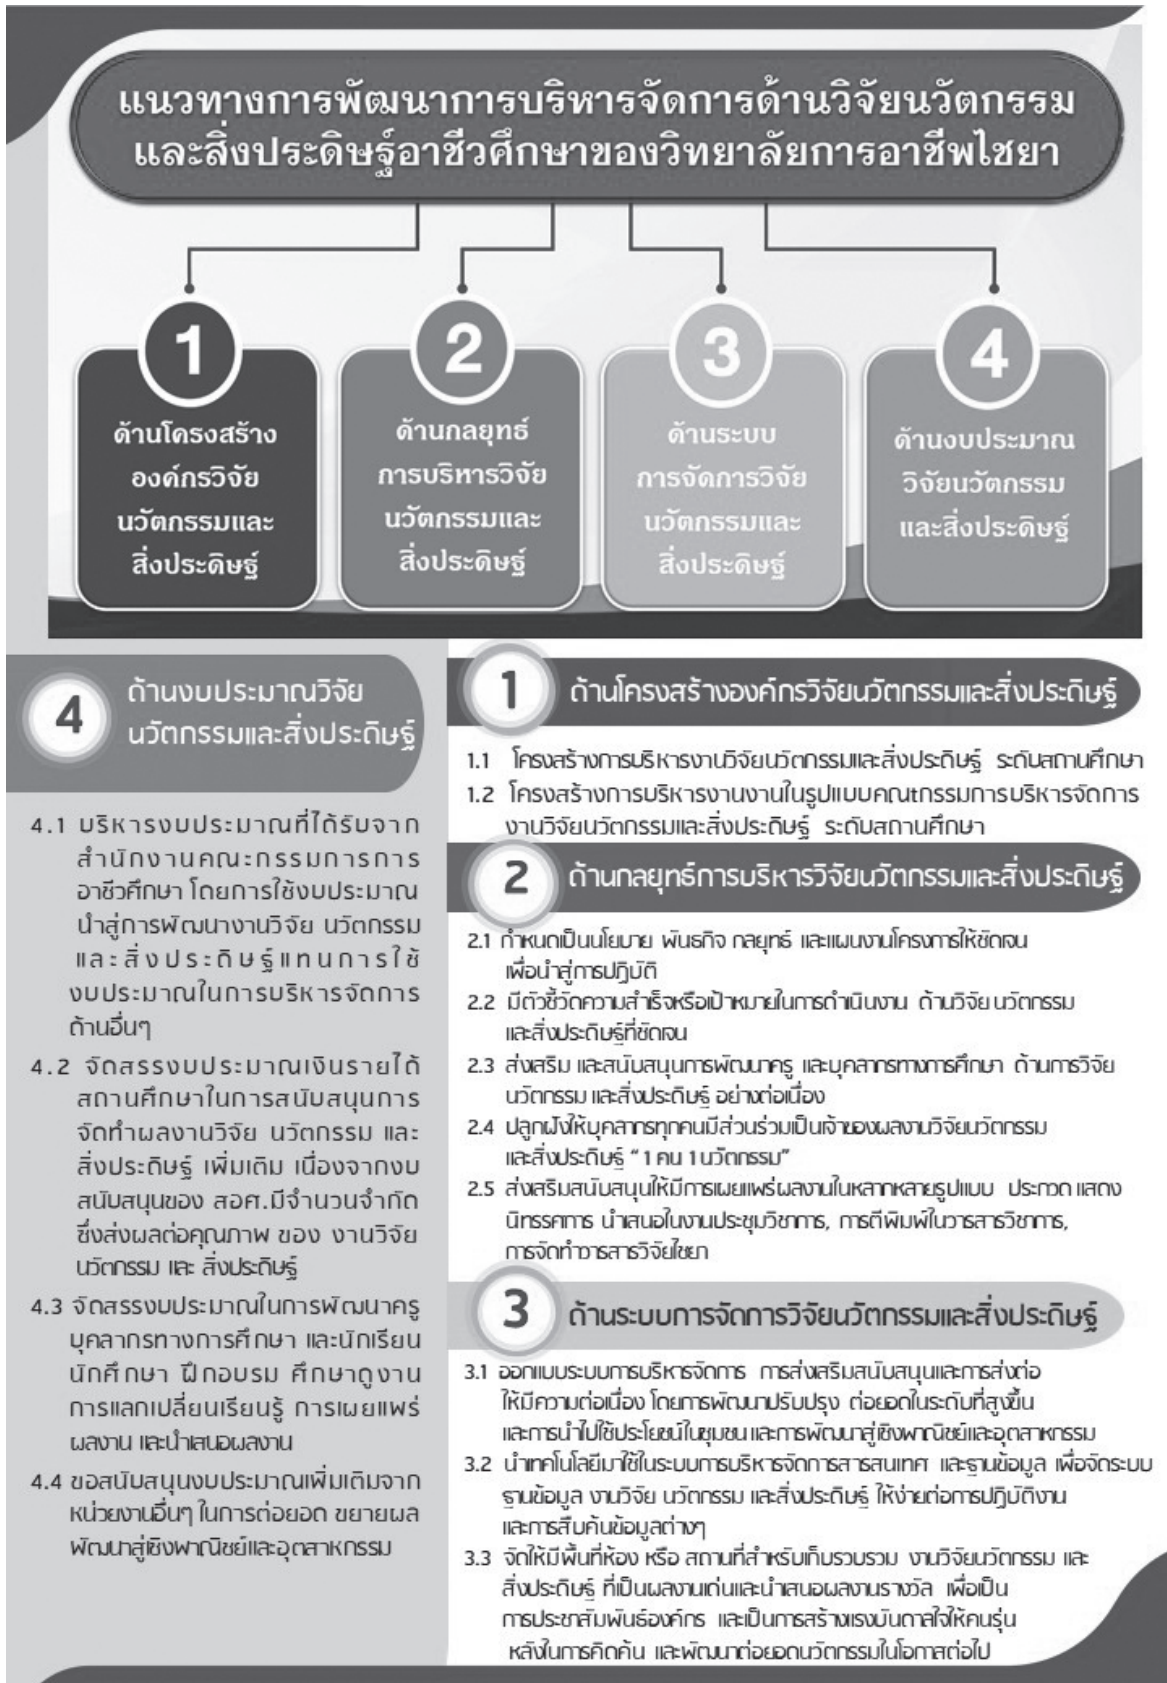 แนวทางการพัฒนาการบริหารจัดการด้านวิจัยนวัตกรรม
และสิ่งประดิษฐ์อาชีวศึกษาของวิทยาลัยการอาชีพไชยา
1
ด้านโครงสร้าง
องค์กรวิจัย
นวัตกรรมและ
สิ่งประดิษฐ์
2
ด้านกลยุทธ์
การบริหารวิจัย
นวัตกรรมและ
สิ่งประดิษฐ์
3
ด้านระบบ
การจัดการวิจัย
นวัตกรรมและ
สิ่งประดิษฐ์
4
ด้านงบประมาณ
วิจัยนวัตกรรม
และสิ่งประดิษฐ์
1 ด้านโครงสร้างองค์กรวิจัยนวัตกรรมและสิ่งประดิษฐ์
1.1 โครงสร้างการบริหารงานวิจัยนวัตกรรมและสิ่งประดิษฐ์ ระดับสถานศึกษา
1.2 โครงสร้างการบริหารงานงานในรูปแบบคณtกรรมการบริหารจัดการ
งานวิจัยนวัตกรรมและสิ่งประดิษฐ์ ระดับสถานศึกษา
2 ด้านกลยุทธ์การบริหารวิจัยนวัตกรรมและสิ่งประดิษฐ์
2.1 กำหนดเป็นนโยบาย พันธกิจ กลยุทธ์ และแผนงานโครงการให้ชัดเจน
เพื่อนำสู่การปฏิบัติ
2.2 มีตัวชี้วัดความสำเร็จหรือเป้าหมายในการดำเนินงาน ด้านวิจัยนวัตกรรม
และสิ่งประดิษฐ์ที่ชัดเจน
2.3 ส่งเสริม และสนับสนุนการพัฒนาครู และบุคลากรทางการศึกษา ด้านการวิจัย
นวัตกรรม และสิ่งประดิษฐ์ อย่างต่อเนื่อง
2.4 ปลูกฝังให้บุคลากรทุกคนมีส่วนร่วมเป็นเจ้าของผลงานวิจัยนวัตกรรม
และสิ่งประดิษฐ์ “ 1 คน 1 นวัตกรรม”
2.5 ส่งเสริมสนับสนุนให้มีการเผยแพร่ผลงานในหลากหลายรูปแบบ ประกวด แสดง
นิทรรศการ นำเสนอในงานประชุมวิชาการ, การตีพิมพ์ในวารสารวิชาการ,
การจัดทำวารสารวิจัยไชยา
3 ด้านระบบการจัดการวิจัยนวัตกรรมและสิ่งประดิษฐ์
3.1 ออกแบบระบบการบริหารจัดการ การส่งเสริมสนับสนุนและการส่งต่อ
ให้มีความต่อเนื่อง โดยการพัฒนาปรับปรุง ต่อยอดในระดับที่สูงขึ้น
และการนำไปใช้ประโยชน์ในชุมชน และการพัฒนาสู่เชิงพาณิชย์และอุตสาหกรรม
3.2 นำเทคโนโลยีมาใช้ในระบบการบริหารจัดการสารสนเทศ และฐานข้อมูล เพื่อจัดระบบ
ฐานข้อมูล งานวิจัย นวัตกรรม และสิ่งประดิษฐ์ ให้ง่ายต่อการปฏิบัติงาน
และการสืบค้นข้อมูลต่างๆ
3.3 จัดให้มีพื้นที่ห้อง หรือ สถานที่สำหรับเก็บรวบรวม งานวิจัยนวัตกรรม และ
สิ่งประดิษฐ์ ที่เป็นผลงานเด่นและนำเสนอผลงานรางวัล เพื่อเป็น
การประชาสัมพันธ์องค์กร และเป็นการสร้างแรงบันดาลใจให้คนรุ่น
หลังในการคิดค้น และพัฒนาต่อยอดนวัตกรรมในโอกาสต่อไป
4 ด้านงบประมาณวิจัย
นวัตกรรมและสิ่งประดิษฐ์
4.1 บริหารงบประมาณที่ได้รับจาก
สำนักงานคณะกรรมการการ
อาชีวศึกษา โดยการใช้งบประมาณ
นำสู่การพัฒนางานวิจัย นวัตกรรม
และสิ่งประดิษฐ์แทนการใช้
งบประมาณในการบริหารจัดการ
ด้านอื่นๆ
4.2 จัดสรรงบประมาณเงินรายได้
สถานศึกษาในการสนับสนุนการ
จัดทำผลงานวิจัย นวัตกรรม และ
สิ่งประดิษฐ์ เพิ่มเติม เนื่องจากงบ
สนับสนุนของ สอศ.มีจำนวนจำกัด
ซึ่งส่งผลต่อคุณภาพ ของ งานวิจัย
นวัตกรรม และ สิ่งประดิษฐ์
4.3 จัดสรรงบประมาณในการพัฒนาครู
บุคลากรทางการศึกษา และนักเรียน
นักศึกษา ฝึกอบรม ศึกษาดูงาน
การแลกเปลี่ยนเรียนรู้ การเผยแพร่
ผลงาน และนำเสนอผลงาน
4.4 ขอสนับสนุนงบประมาณเพิ่มเติมจาก
หน่วยงานอื่นๆ ในการต่อยอด ขยายผล
พัฒนาสู่เชิงพาณิชย์และอุตสาหกรรม